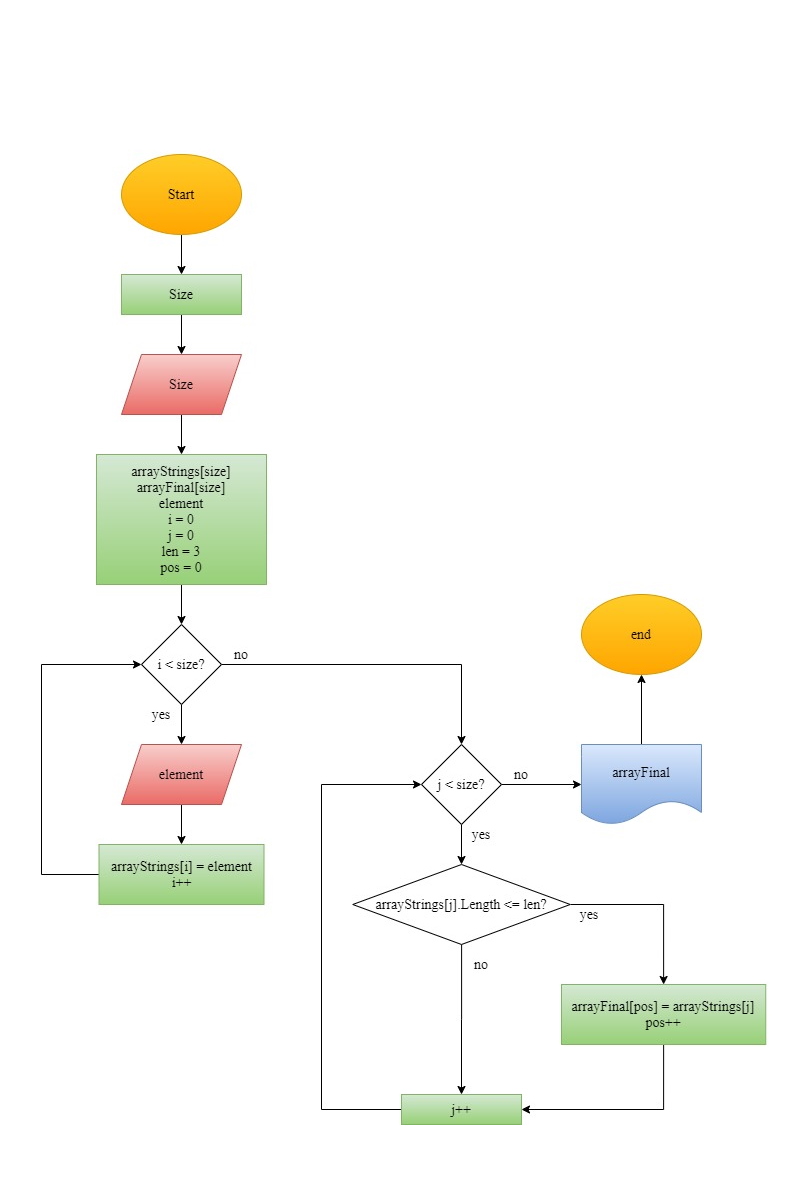 Start
Size
Size
arrayStrings[size]
arrayFinal[size]
element
i = 0
j = 0
len = 3
pos = 0
i < size?
no
yes
element
arrayStrings[i] = element
i++
j < size?
no
yes
arrayFinal
end
arrayStrings[j].Length <= len?
yes
no
arrayFinal[pos] = arrayStrings[j]
pos++
j++